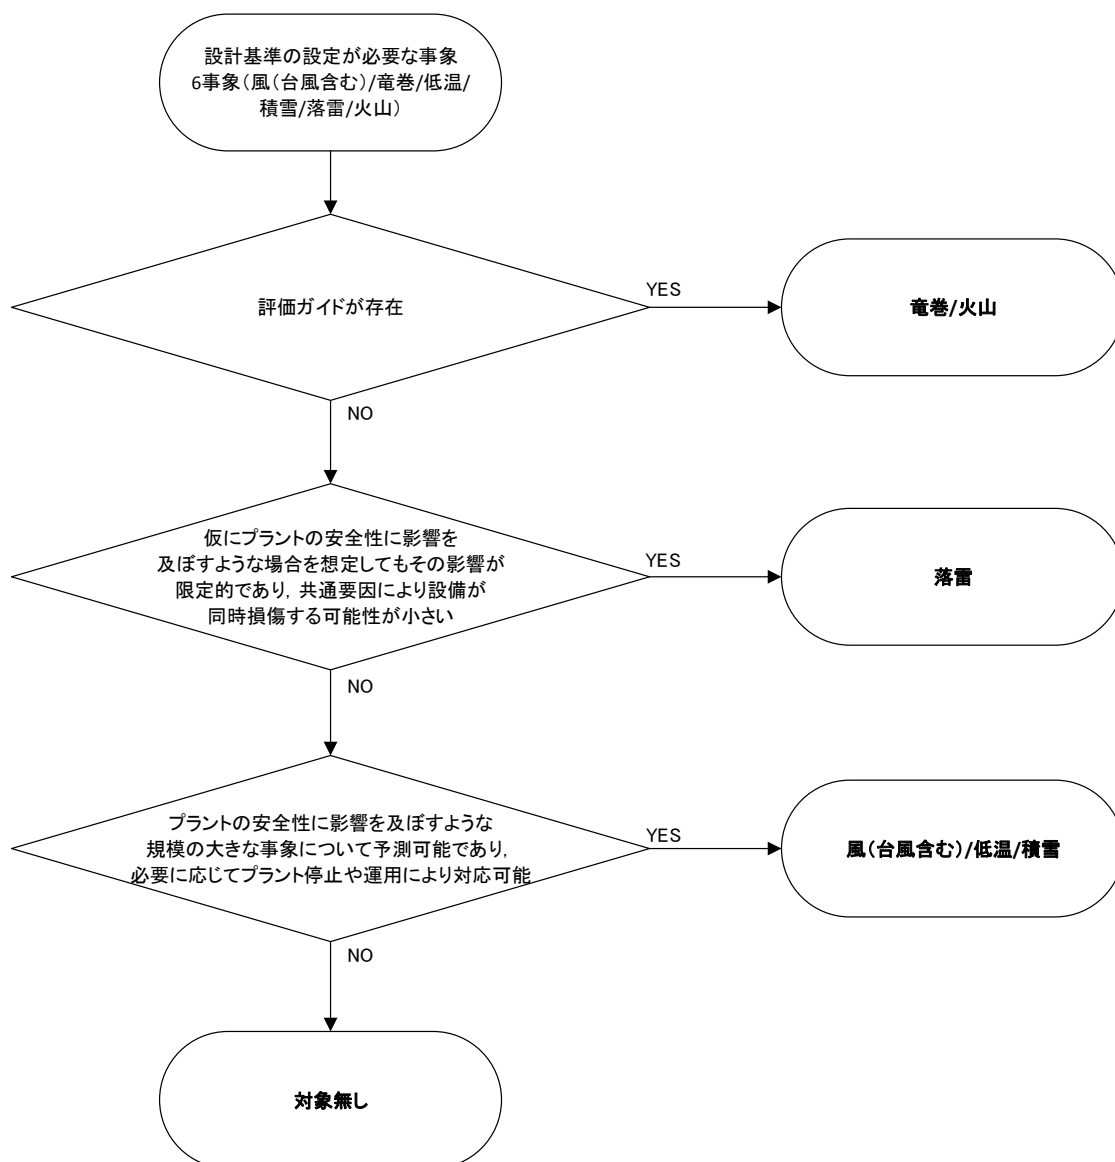 設計基準の設定が必要な事象
6事象(風(台風含む)/竜巻/低温/
積雪/落雷/火山)
評価ガイドが存在
YES
竜巻/火山
NO
仮にプラントの安全性に影響を
及ぼすような場合を想定してもその影響が
限定的であり,共通要因により設備が
同時損傷する可能性が小さい
YES
落雷
NO
プラントの安全性に影響を及ぼすような
規模の大きな事象について予測可能であり,
必要に応じてプラント停止や運用により対応可能
YES
風(台風含む)/低温/積雪
NO
対象無し